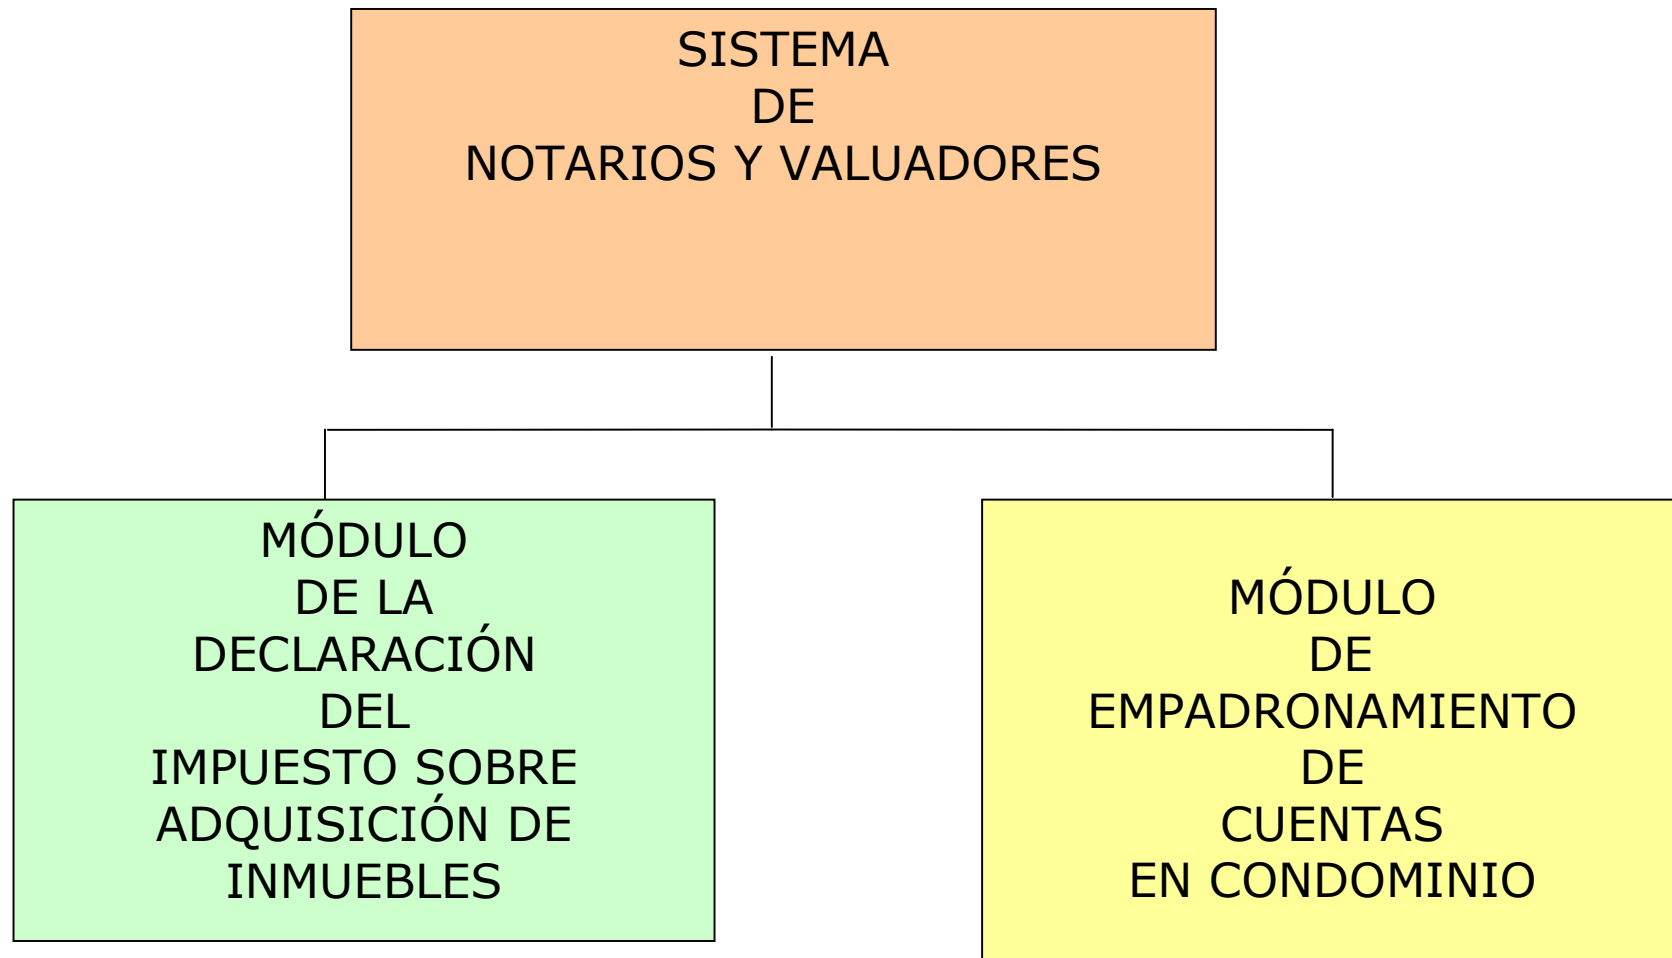 SISTEMA
DE
NOTARIOS Y VALUADORES
MÓDULO
DE LA
DECLARACIÓN
DEL
IMPUESTO SOBRE
ADQUISICIÓN DE
INMUEBLES
MÓDULO
DE
EMPADRONAMIENTO
DE
CUENTAS
EN CONDOMINIO